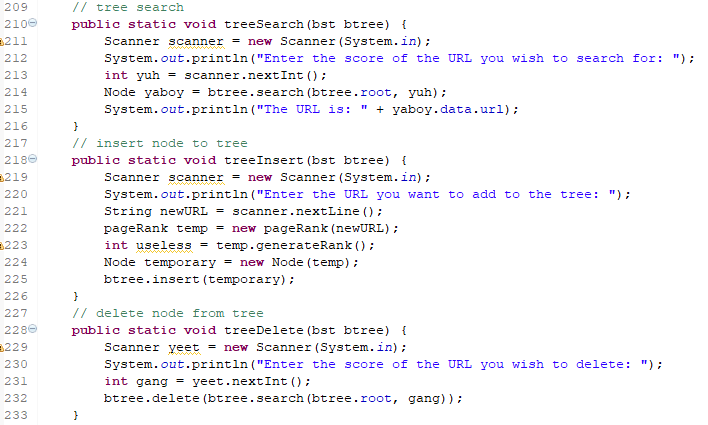 209 // tree search
210 public static void treeSearch(bst btree) {
211 Scanner scanner = new Scanner(System.in);
212 System.out.println("Enter the score of the URL you wish to search for: ");
213 int yuh = scanner.nextInt();
214 Node yaboy = btree.search(btree.root, yuh);
215 System.out.println("The URL is: " + yaboy.data.url);
216 }
217 // insert node to tree
218 public static void treeInsert(bst btree) {
219 Scanner scanner = new Scanner(System.in);
220 System.out.println("Enter the URL you want to add to the tree: ");
221 String newURL = scanner.nextLine();
222 pageRank temp = new pageRank(newURL);
223 int useless = temp.generateRank();
224 Node temporary = new Node(temp);
225 btree.insert(temporary);
226 }
227 // delete node from tree
228 public static void treeDelete(bst btree) {
229 Scanner yeet = new Scanner(System.in);
230 System.out.println("Enter the score of the URL you wish to delete: ");
231 int gang = yeet.nextInt();
232 btree.delete(btree.search(btree.root, gang));
233 }